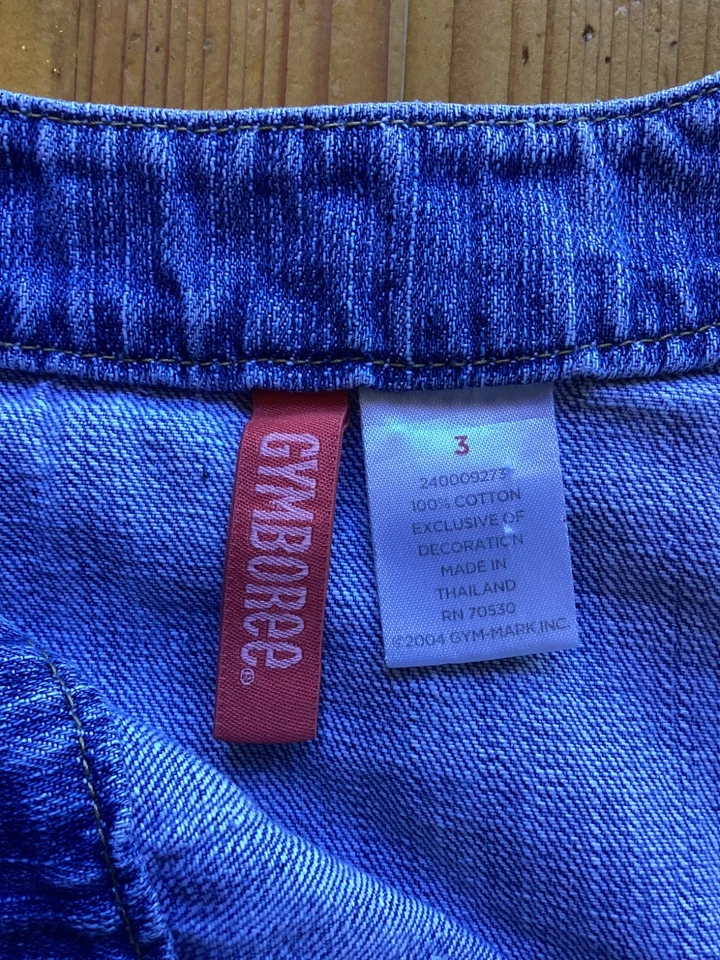 GYMBOREE®
3
240009273
100% COTTON
EXCLUSIVE OF
DECORATION
MADE IN
THAILAND
RN 70530
©2004 GYM-MARK, INC.